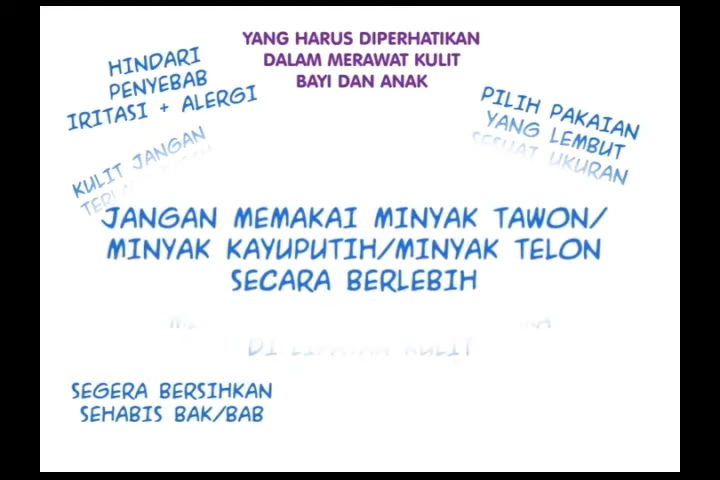 YANG HARUS DIPERHATIKAN
DALAM MERAWAT KULIT
BAYI DAN ANAK
HINDARI
PENYEBAB
IRITASI + ALERGI
PILIH PAKAIAN
YANG LEMBUT
SESUAI UKURAN
KULIT JANGAN
JANGAN MEMAKAI MINYAK TAWON/
MINYAK KAYUPUTIH/MINYAK TELON
SECARA BERLEBIH
DI LIPATAN KULIT
SEGERA BERSIHKAN
SEHABIS BAK/BAB